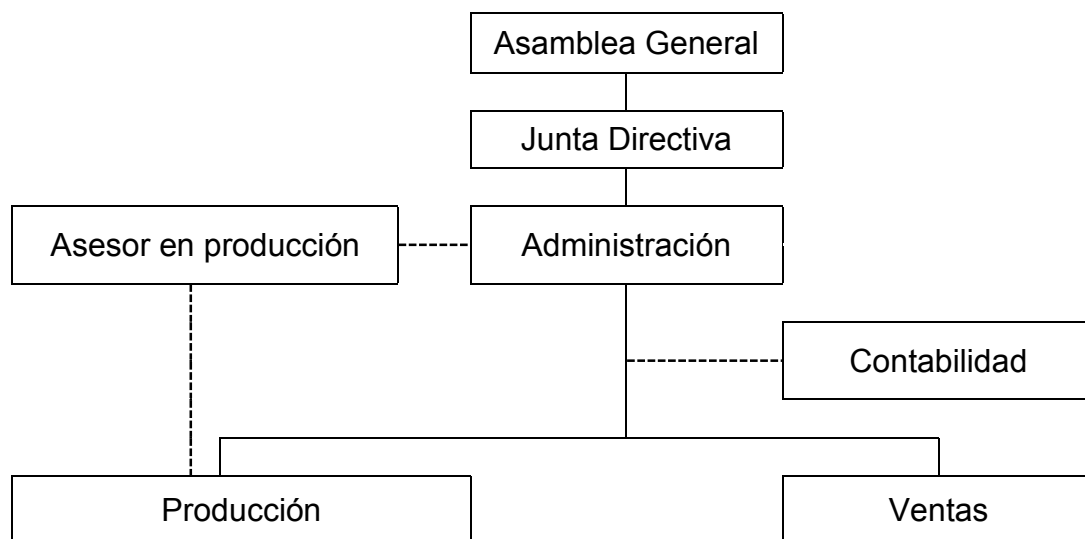 Asamblea General
Junta Directiva
Asesor en producción
Administración
Contabilidad
Producción
Ventas